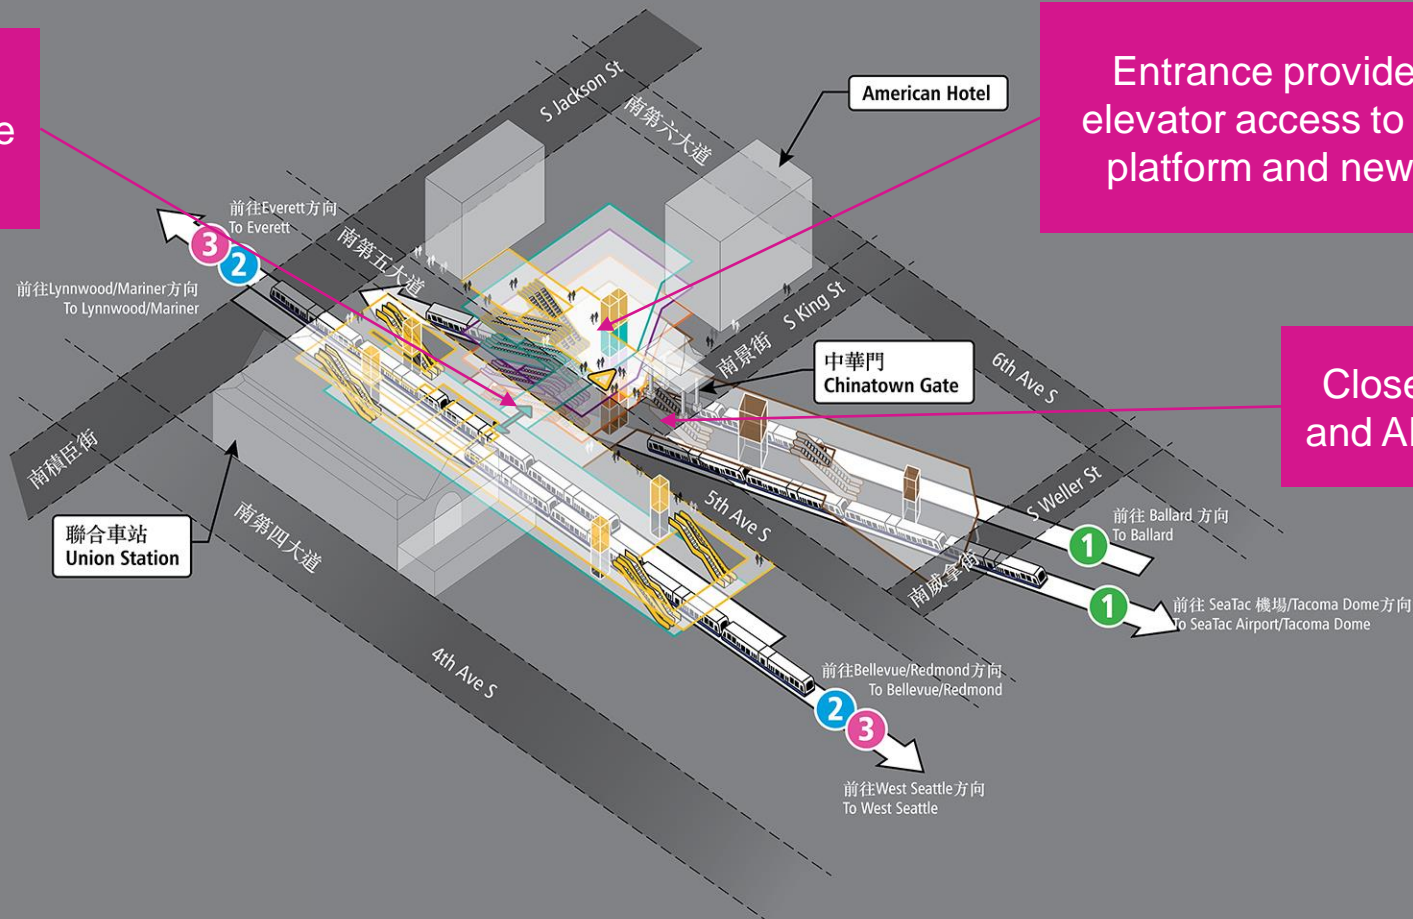 e
Entrance provide
elevator access to
platform and new
Close
and Al
American Hotel
S Jackson St
南第六大道
前往Everett方向
To Everett
3
2
南第五大道
前往Lynnwood/Mariner方向
To Lynnwood/Mariner
S King St
南景街
中華門
Chinatown Gate
6th Ave S
南積臣街
聯合車站
Union Station
南第四大道
5th Ave S
S Weller St
南威拿街
前往 Ballard 方向
To Ballard
1
1
前往 SeaTac 機場/Tacoma Dome方向
To SeaTac Airport/Tacoma Dome
4th Ave S
前往Bellevue/Redmond方向
To Bellevue/Redmond
2
3
前往West Seattle方向
To West Seattle